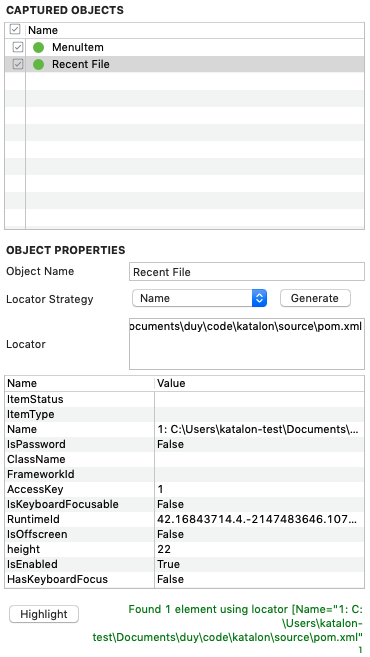 CAPTURED OBJECTS
Name
MenuItem
Recent File
OBJECT PROPERTIES
Object Name Recent File
Locator Strategy Name Generate
Locator ocuments\duy\code\katalon\source\pom.xml
Name Value
ItemStatus
ItemType
Name 1: C:\Users\katalon-test\Documents\...
IsPassword False
ClassName
FrameworkId
AccessKey 1
IsKeyboardFocusable False
RuntimeId 42.16843714.4.-2147483646.107...
IsOffscreen False
height 22
IsEnabled True
HasKeyboardFocus False
Highlight Found 1 element using locator [Name="1: C:
\Users\katalon-
test\Documents\duy\code\katalon\source\pom.xml"
]